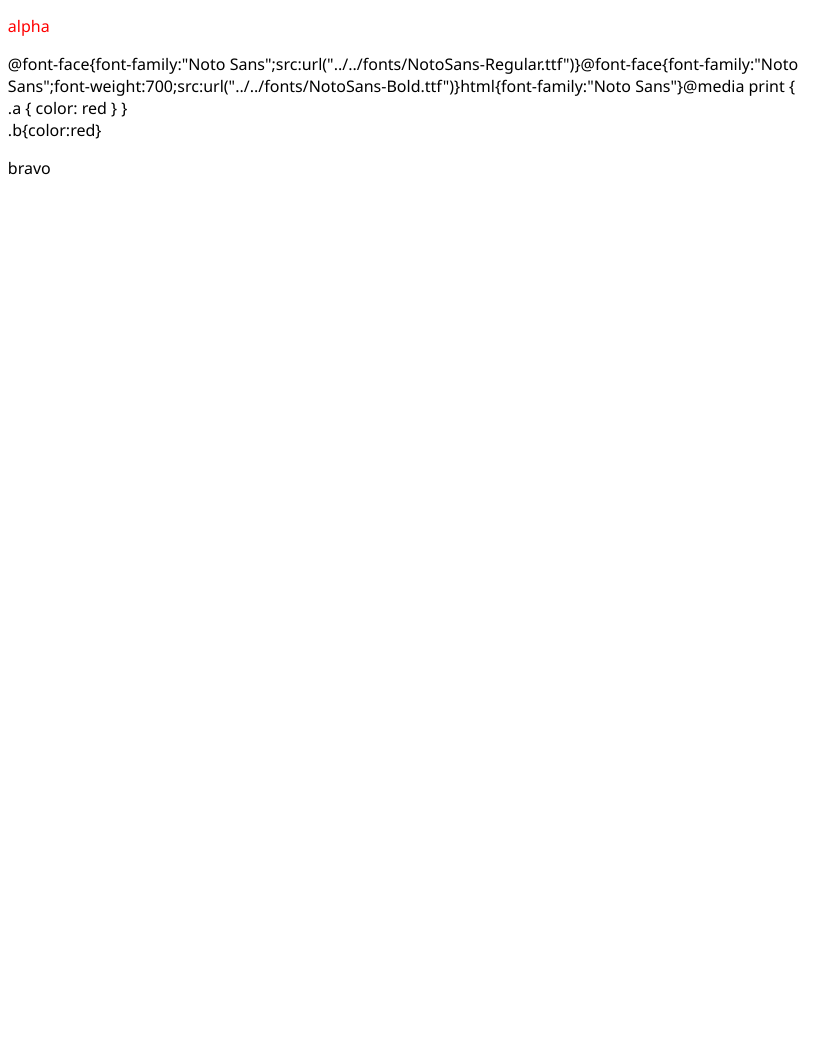 alpha
@font-face{font-family:"Noto Sans";src:url("../../fonts/NotoSans-Regular.ttf")}@font-face{font-family:"Noto
Sans";font-weight:700;src:url("../../fonts/NotoSans-Bold.ttf")}html{font-family:"Noto Sans"}@media print {
.a { color: red } }
.b{color:red}
bravo